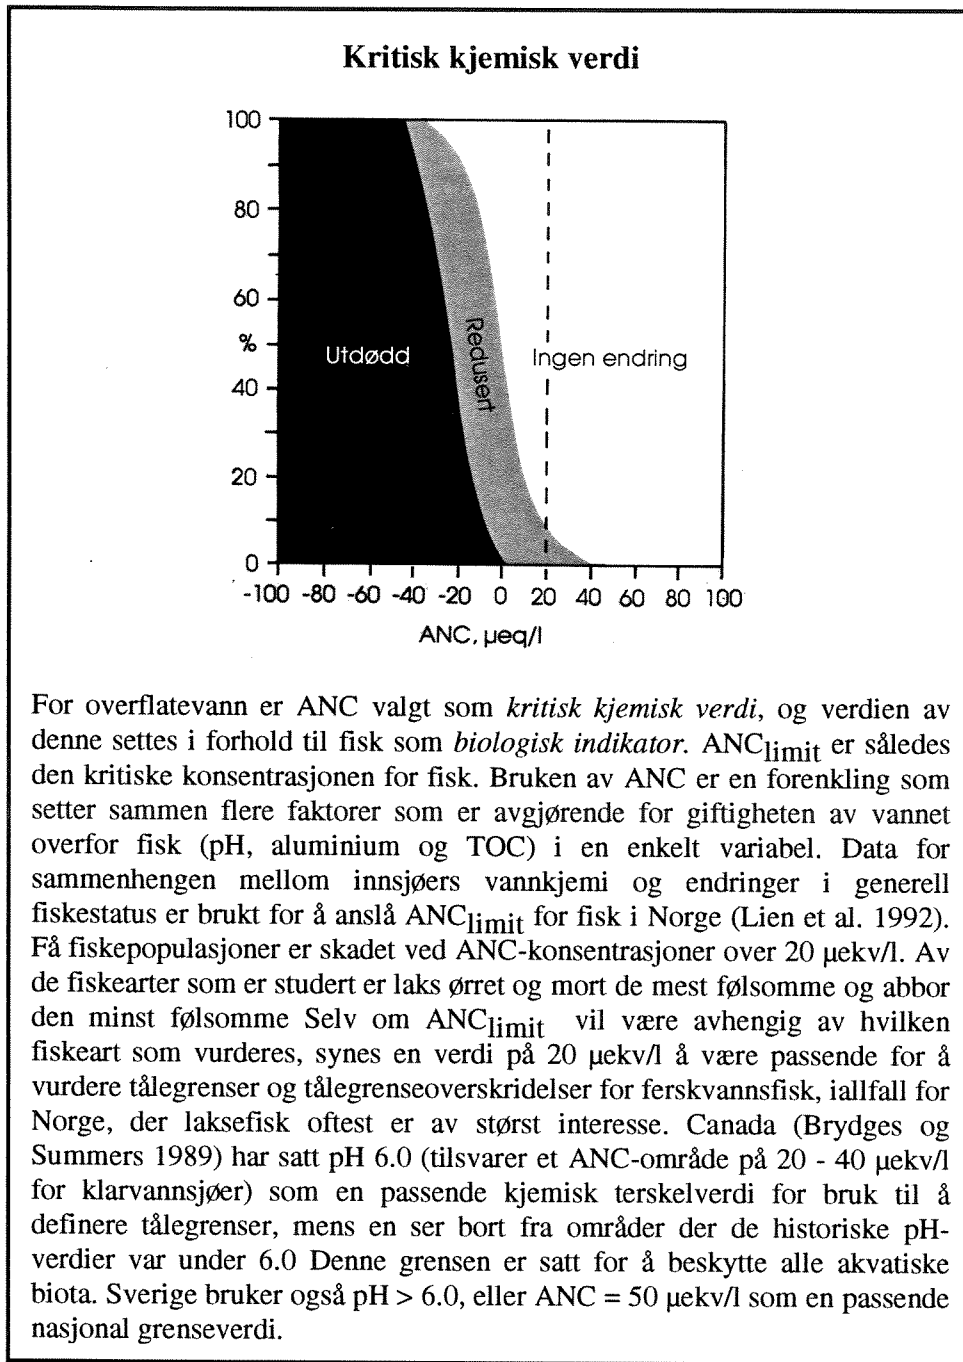 Kritisk kjemisk verdi
100
80
60
%
40
20
0
Utdødd
Redusert
Ingen endring
-100 -80 -60 -40 -20 0 20 40 60 80 100
ANC, µeq/l
For overflatevann er ANC valgt som kritisk kjemisk verdi, og verdien av
denne settes i forhold til fisk som biologisk indikator. ANClimit er således
den kritiske konsentrasjonen for fisk. Bruken av ANC er en forenkling som
setter sammen flere faktorer som er avgjørende for giftigheten av vannet
overfor fisk (pH, aluminium og TOC) i en enkelt variabel. Data for
sammenhengen mellom innsjøers vannkjemi og endringer i generell
fiskestatus er brukt for å anslå ANClimit for fisk i Norge (Lien et al. 1992).
Få fiskepopulasjoner er skadet ved ANC-konsentrasjoner over 20 µekv/l. Av
de fiskearter som er studert er laks ørret og mort de mest følsomme og abbor
den minst følsomme Selv om ANClimit vil være avhengig av hvilken
fiskeart som vurderes, synes en verdi på 20 µekv/l å være passende for å
vurdere tålegrenser og tålegrenseoverskridelser for ferskvannsfisk, iallfall for
Norge, der laksefisk oftest er av størst interesse. Canada (Brydges og
Summers 1989) har satt pH 6.0 (tilsvarer et ANC-område på 20 - 40 µekv/l
for klarvannsjøer) som en passende kjemisk terskelverdi for bruk til å
definere tålegrenser, mens en ser bort fra områder der de historiske pH-
verdier var under 6.0 Denne grensen er satt for å beskytte alle akvatiske
biota. Sverige bruker også pH > 6.0, eller ANC = 50 µekv/l som en passende
nasjonal grenseverdi.